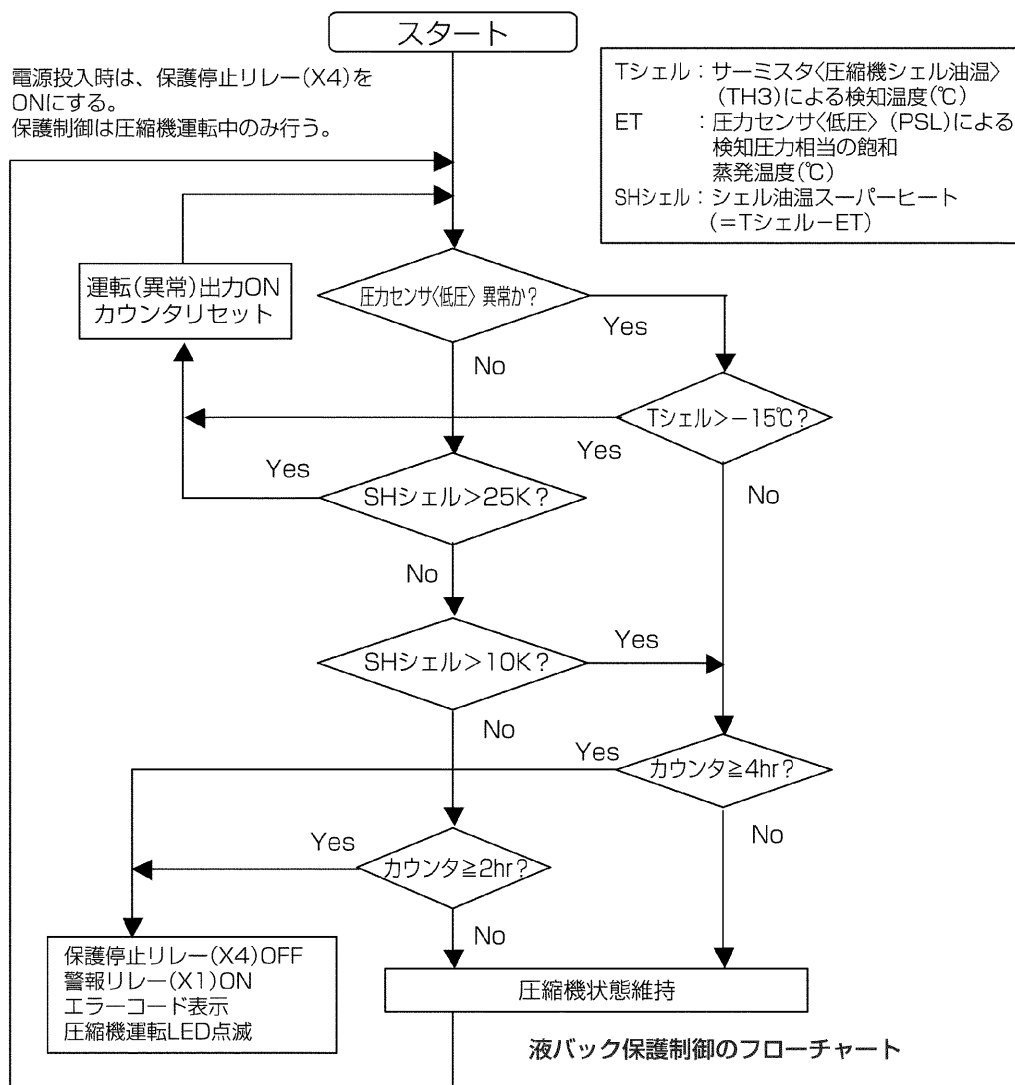 スタート
電源投入時は、保護停止リレー(X4)を
ONにする。
保護制御は圧縮機運転中のみ行う。
Tシェル：サーミスタ〈圧縮機シェル油温〉
(TH3)による検知温度(℃)
ET　　：圧力センサ〈低圧〉(PSL)による
検知圧力相当の飽和
蒸発温度(℃)
SHシェル：シェル油温スーパーヒート
(＝Tシェル－ET)
運転(異常)出力ON
カウンタリセット
圧力センサ〈低圧〉異常か？
Yes
No
Tシェル＞－15℃？
Yes
No
SHシェル＞25K？
Yes
No
SHシェル＞10K？
Yes
No
カウンタ≧4hr？
Yes
No
カウンタ≧2hr？
Yes
No
保護停止リレー(X4)OFF
警報リレー(X1)ON
エラーコード表示
圧縮機運転LED点滅
圧縮機状態維持
液バック保護制御のフローチャート